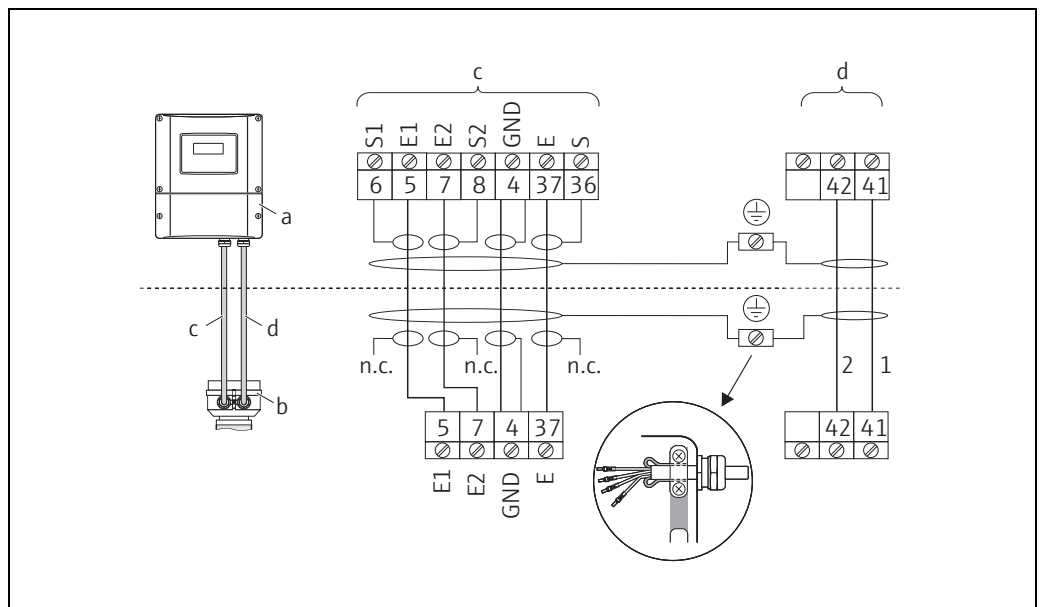 c
d
S1 E1 E2 S2 GND E S
6 5 7 8 4 37 36
42 41
a
c
d
n.c. n.c. n.c.
2 1
b
5 7 4 37
42 41
E1 E2 GND E